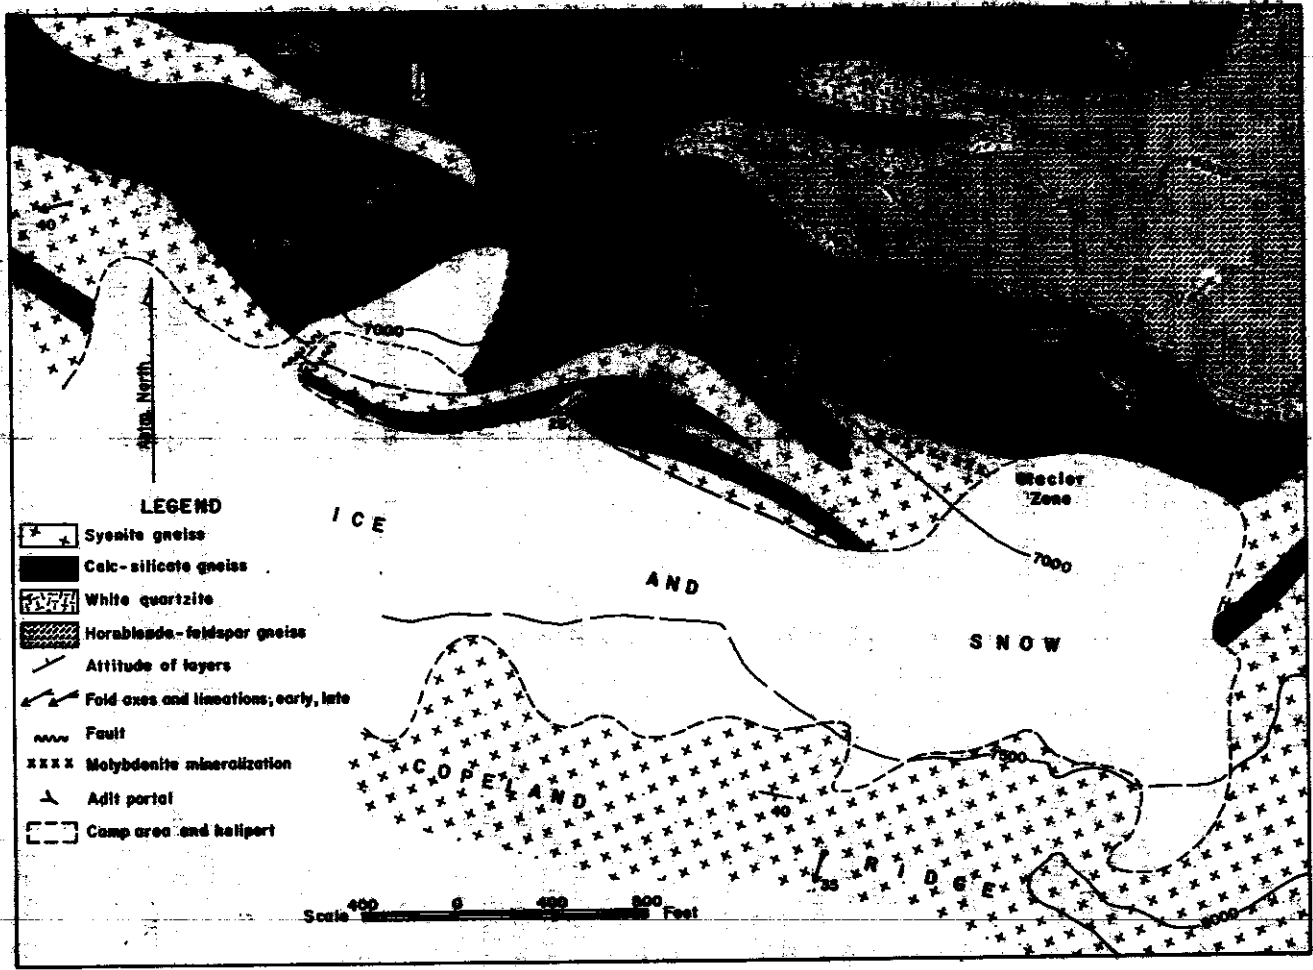 40
7000
Glacier
Zone
7000
LEGEND
Syenite gneiss
Calc-silicate gneiss
White quartzite
Hornblende-feldspar gneiss
Attitude of layers
Fold axes and lineations; early, late
Fault
Molybdenite mineralization
Adit portal
Camp area and heliport
North
ICE
AND
SNOW
7500
COPELAND
RIDGE
40
35
8000
400 0 400 800
Scale Feet